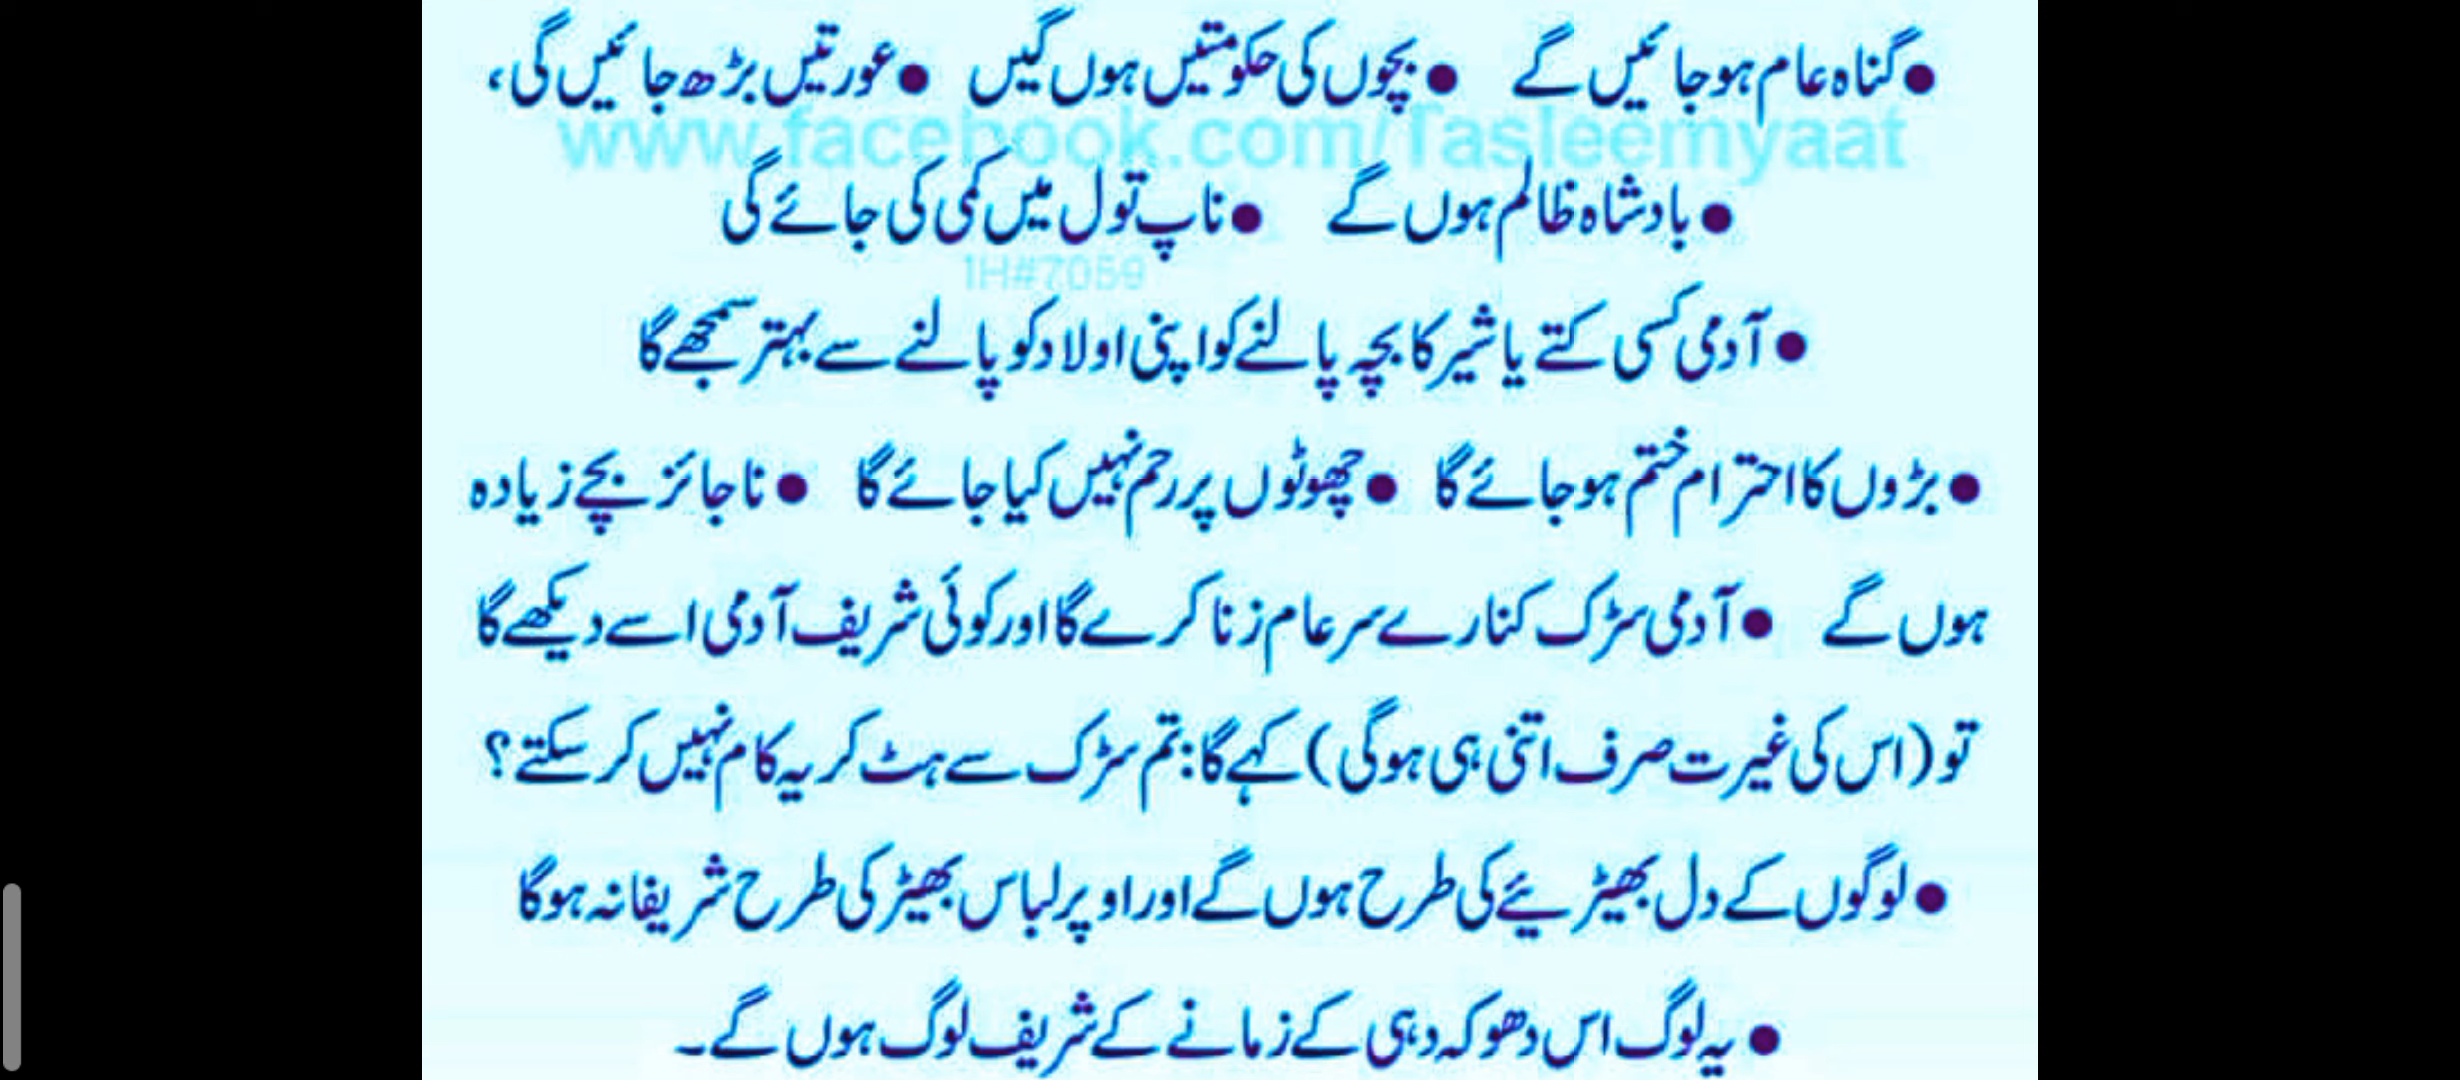 ●گناہ عام ہوجائیں گے ●بچوں کی حکومتیں ہوں گیں ●عورتیں بڑھ جائیں گی،
www.facebook.com/Tasleemyaat
●بادشاہ ظالم ہوں گے ●ناپ تول میں کمی کی جائے گی
IH#7059
●آدمی کسی کتے یا شیر کا بچہ پالنے کو اپنی اولاد کو پالنے سے بہتر سمجھے گا
●بڑوں کا احترام ختم ہوجائے گا ●چھوٹوں پر رحم نہیں کیا جائے گا ●ناجائز بچے زیادہ
ہوں گے ●آدمی سڑک کنارے سرعام زنا کرے گا اور کوئی شریف آدمی اسے دیکھے گا
تو (اس کی غیرت صرف اتنی ہی ہوگی) کہے گا: تم سڑک سے ہٹ کر یہ کام نہیں کر سکتے؟
●لوگوں کے دل بھیڑیئے کی طرح ہوں گے اور اوپر لباس بھیڑ کی طرح شریفانہ ہوگا
●یہ لوگ اس دھوکہ دہی کے زمانے کے شریف لوگ ہوں گے۔